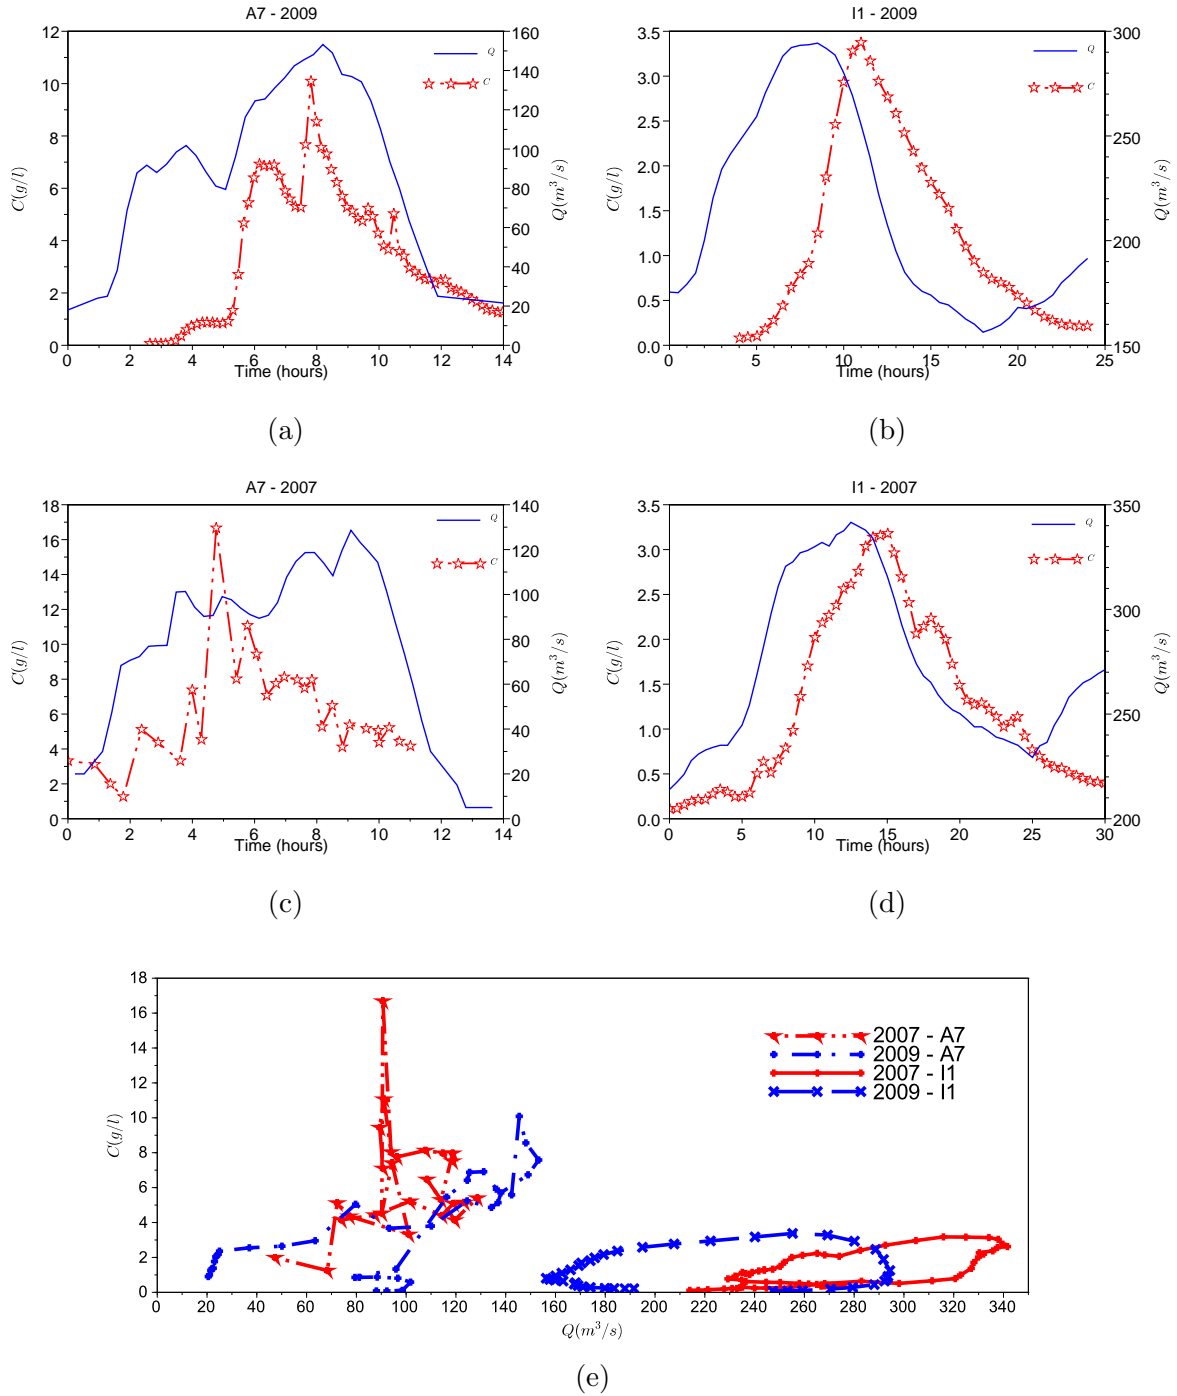 A7 - 2009
12
10
8
6
4
2
0
160
140
120
100
80
60
40
20
0
C(g/l)
Q(m³/s)
Q
C
0 2 4 6 8 10 12 14
Time (hours)
(a)
I1 - 2009
3.5
3.0
2.5
2.0
1.5
1.0
0.5
0.0
300
250
200
150
C(g/l)
Q(m³/s)
Q
C
0 5 10 15 20 25
Time (hours)
(b)
A7 - 2007
18
16
14
12
10
8
6
4
2
0
140
120
100
80
60
40
20
0
C(g/l)
Q(m³/s)
Q
C
0 2 4 6 8 10 12 14
Time (hours)
(c)
I1 - 2007
3.5
3.0
2.5
2.0
1.5
1.0
0.5
0.0
350
300
250
200
C(g/l)
Q(m³/s)
Q
C
0 5 10 15 20 25 30
Time (hours)
(d)
18
16
14
12
10
8
6
4
2
0
C(g/l)
2007 - A7
2009 - A7
2007 - I1
2009 - I1
0 20 40 60 80 100 120 140 160 180 200 220 240 260 280 300 320 340
Q(m³/s)
(e)